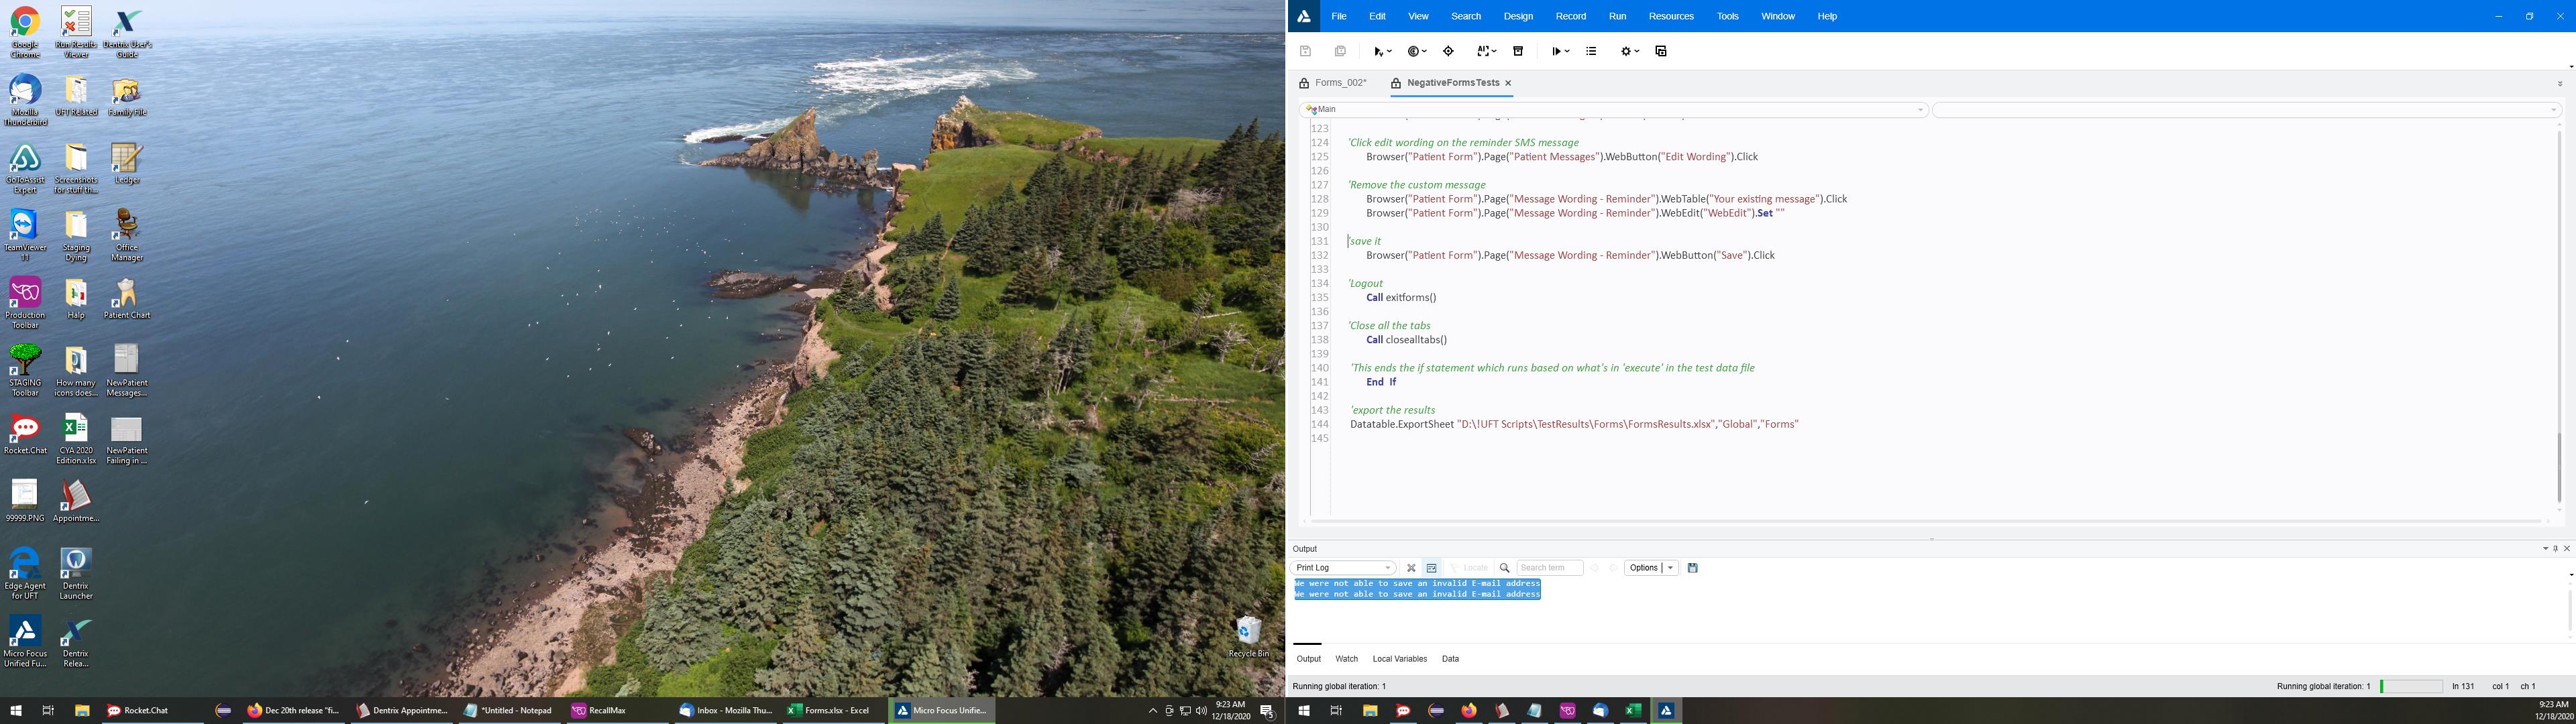 Google
Chrome
Run Results
Viewer
Dentrix User's
Guide
Mozilla
Thunderbird
UFT Related
Family File
GoToAssist
Expert
Screenshots
for stuff th...
Ledger
TeamViewer
11
Staging
Dying
Office
Manager
Production
Toolbar
Halp
Patient Chart
STAGING
Toolbar
How many
icons does...
NewPatient
Messages...
Rocket.Chat
CYA 2020
Edition.xlsx
NewPatient
Failing in ...
99999.PNG
Appointme...
Edge Agent
for UFT
Dentrix
Launcher
Micro Focus
Unified Fu...
Dentrix
Relea...
Recycle Bin
File Edit View Search Design Record Run Resources Tools Window Help
Forms_002* NegativeFormsTests
Main
123
124 'Click edit wording on the reminder SMS message
125 Browser("Patient Form").Page("Patient Messages").WebButton("Edit Wording").Click
126
127 'Remove the custom message
128 Browser("Patient Form").Page("Message Wording - Reminder").WebTable("Your existing message").Click
129 Browser("Patient Form").Page("Message Wording - Reminder").WebEdit("WebEdit").Set ""
130
131 'save it
132 Browser("Patient Form").Page("Message Wording - Reminder").WebButton("Save").Click
133
134 'Logout
135 Call exitforms()
136
137 'Close all the tabs
138 Call closealltabs()
139
140 'This ends the if statement which runs based on what's in 'execute' in the test data file
141 End If
142
143 'export the results
144 Datatable.ExportSheet "D:\!UFT Scripts\TestResults\Forms\FormsResults.xlsx","Global","Forms"
145
Output
Print Log Locate Search term Options
We were not able to save an invalid E-mail address
We were not able to save an invalid E-mail address
Output Watch Local Variables Data
Running global iteration: 1 Running global iteration: 1 ln 131 col 1 ch 1
Rocket.Chat Dec 20th release "fi... Dentrix Appointme... *Untitled - Notepad RecallMax Inbox - Mozilla Thu... Forms.xlsx - Excel Micro Focus Unifie... 9:23 AM
12/18/2020
5
9:23 AM
12/18/2020